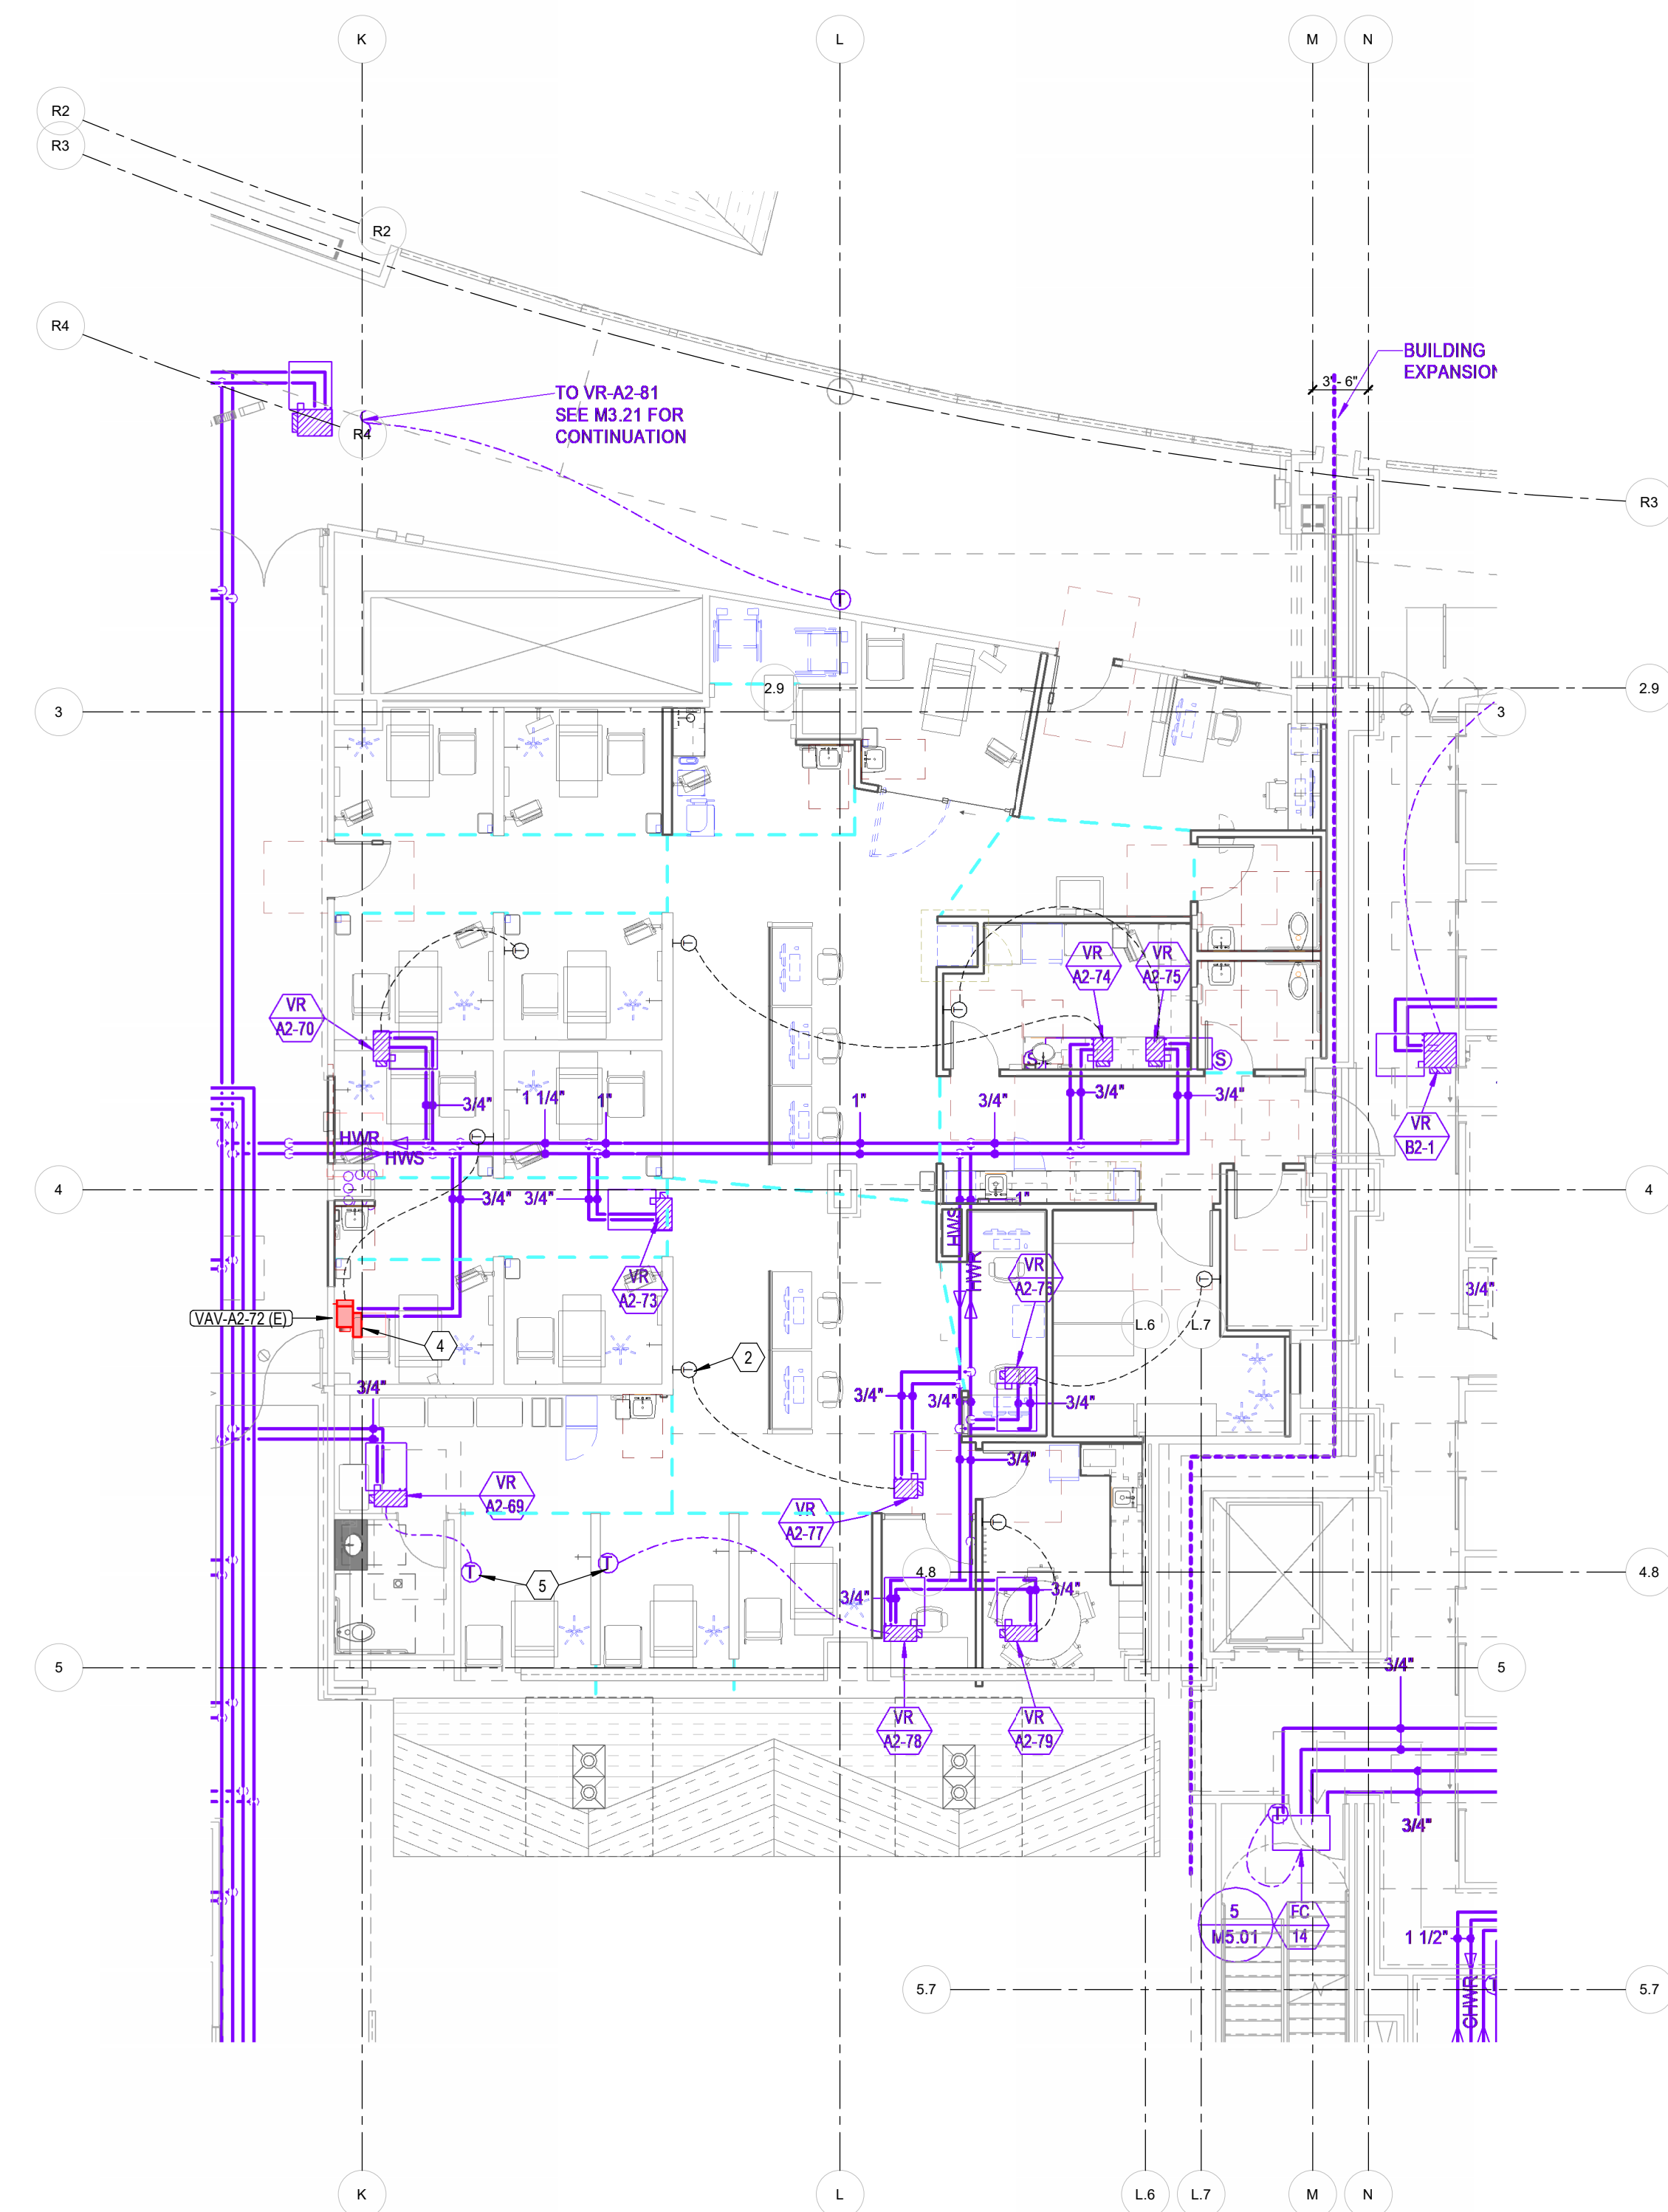 K
L
M
N
R2
R3
R2
R4
R4
BUILDING
EXPANSION
3'- 6"
TO VR-A2-81
SEE M3.21 FOR
CONTINUATION
R3
T
2.9
2.9
3
3
VR
A2-74
VR
A2-75
VR
A2-70
S
S
3/4"
1 1/4"
1"
1"
3/4"
3/4"
3/4"
VR
B2-1
HWR
HWS
4
4
3/4"
3/4"
1"
HWS
HWR
VR
A2-73
VR
A2-76
3/4"
VAV-A2-72 (E)
4
2
L.6
L.7
3/4"
3/4"
3/4"
3/4"
3/4"
VR
A2-69
VR
A2-77
T
T
5
4.8
4.8
3/4"
3/4"
5
5
3/4"
VR
A2-78
VR
A2-79
T
3/4"
5
M5.01
FC
14
1 1/2"
CHWR
5.7
5.7
K
L
L.6
L.7
M
N